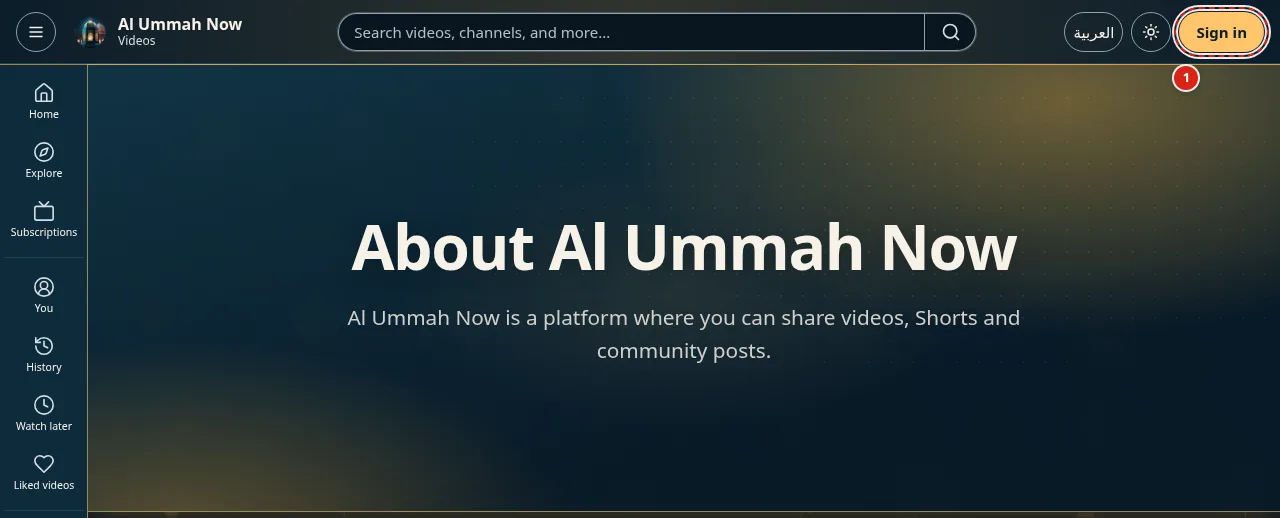 Al Ummah Now
Videos
Search videos, channels, and more...
العربية
Sign in
1
Home
Explore
Subscriptions
You
History
Watch later
Liked videos
About Al Ummah Now
Al Ummah Now is a platform where you can share videos, Shorts and
community posts.